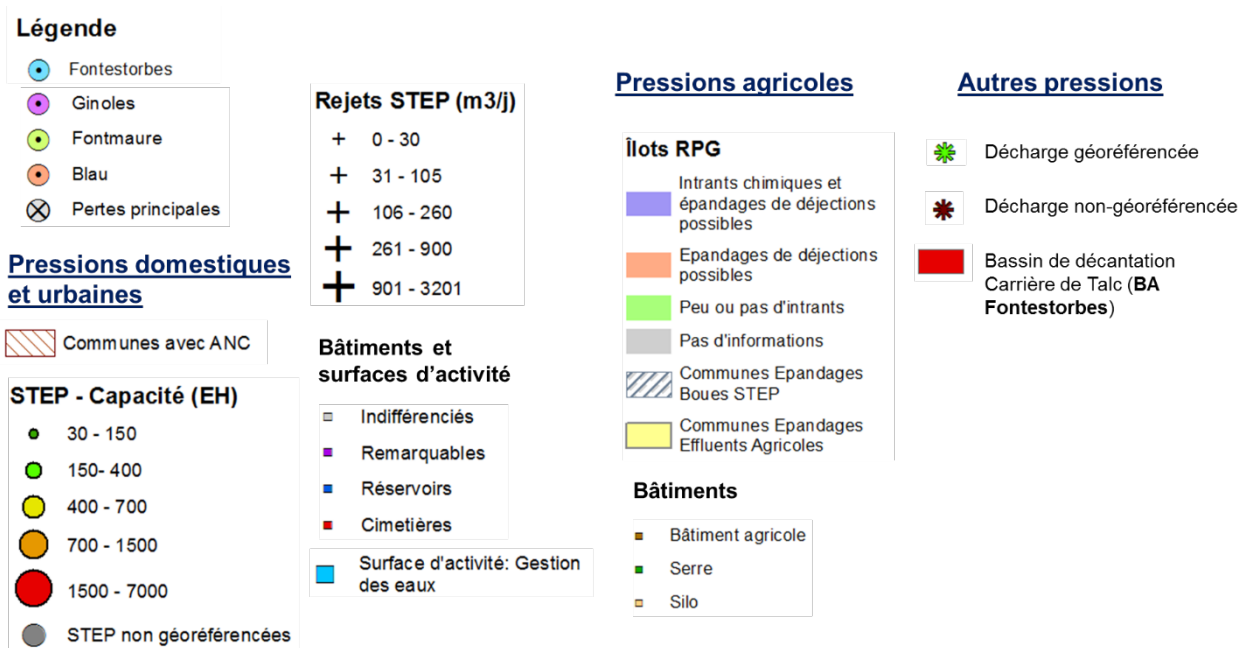 Légende
Fontestorbes
Ginoles
Fontmaure
Blau
Pertes principales
Pressions domestiques
et urbaines
Communes avec ANC
STEP - Capacité (EH)
30 - 150
150- 400
400 - 700
700 - 1500
1500 - 7000
STEP non géoréférencées
Rejets STEP (m3/j)
0 - 30
31 - 105
106 - 260
261 - 900
901 - 3201
Bâtiments et
surfaces d'activité
Indifférenciés
Remarquables
Réservoirs
Cimetières
Surface d'activité: Gestion
des eaux
Pressions agricoles
Îlots RPG
Intrants chimiques et
épandages de déjections
possibles
Epandages de déjections
possibles
Peu ou pas d'intrants
Pas d'informations
Communes Epandages
Boues STEP
Communes Epandages
Effluents Agricoles
Bâtiments
Bâtiment agricole
Serre
Silo
Autres pressions
Décharge géoréférencée
Décharge non-géoréférencée
Bassin de décantation
Carrière de Talc (BA
Fontestorbes)